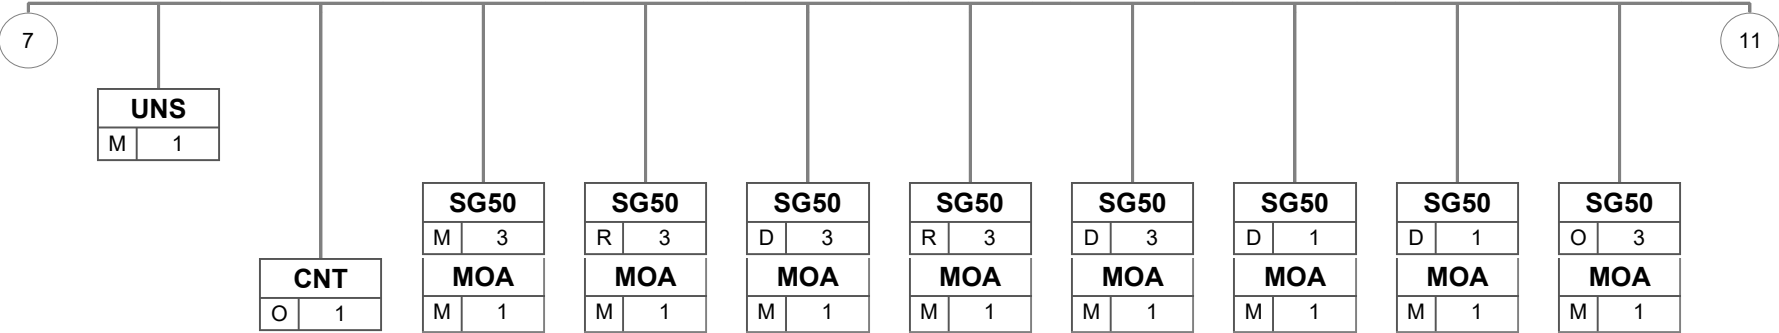 7
11
UNS
M 1
SG50 SG50 SG50 SG50 SG50 SG50 SG50 SG50
M 3 R 3 D 3 R 3 D 3 D 1 D 1 O 3
CNT MOA MOA MOA MOA MOA MOA MOA MOA
O 1 M 1 M 1 M 1 M 1 M 1 M 1 M 1 M 1